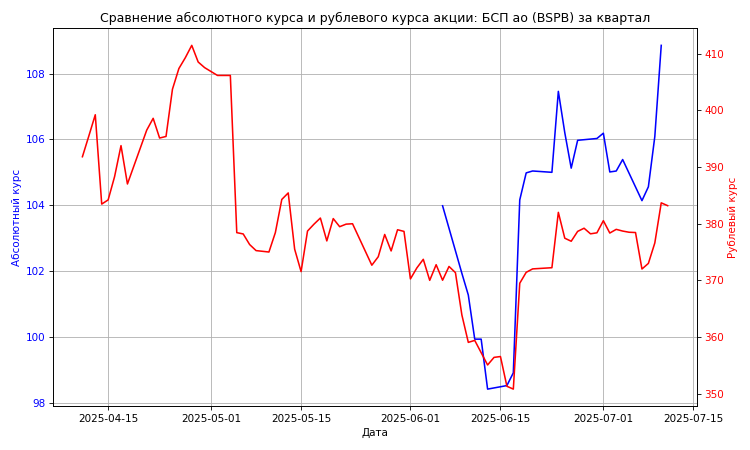 Сравнение абсолютного курса и рублевого курса акции: БСП ао (BSPB) за квартал
108
106
104
102
100
98
Абсолютный курс
410
400
390
380
370
360
350
Рублевый курс
2025-04-15 2025-05-01 2025-05-15 2025-06-01 2025-06-15 2025-07-01 2025-07-15
Дата